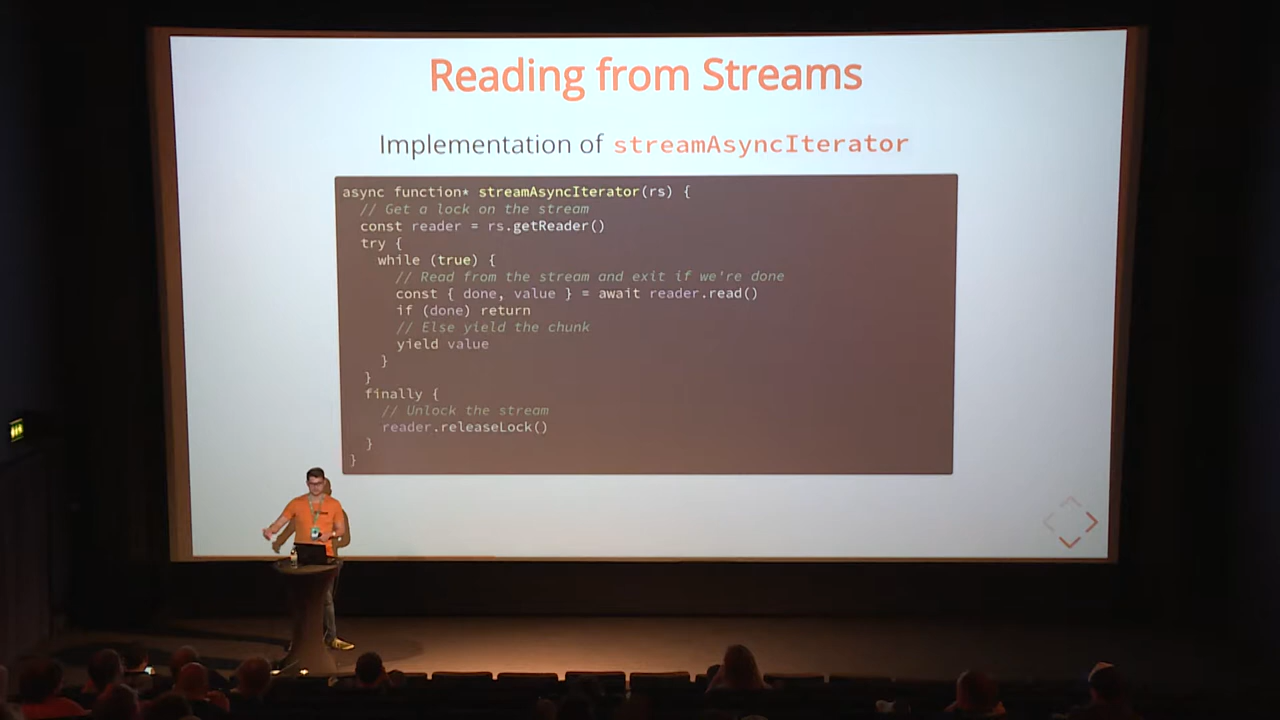 Reading from Streams
Implementation of streamAsyncIterator
async function* streamAsyncIterator(rs) {
// Get a lock on the stream
const reader = rs.getReader()
try {
while (true) {
// Read from the stream and exit if we're done
const { done, value } = await reader.read()
if (done) return
// Else yield the chunk
yield value
}
}
finally {
// Unlock the stream
reader.releaseLock()
}
}